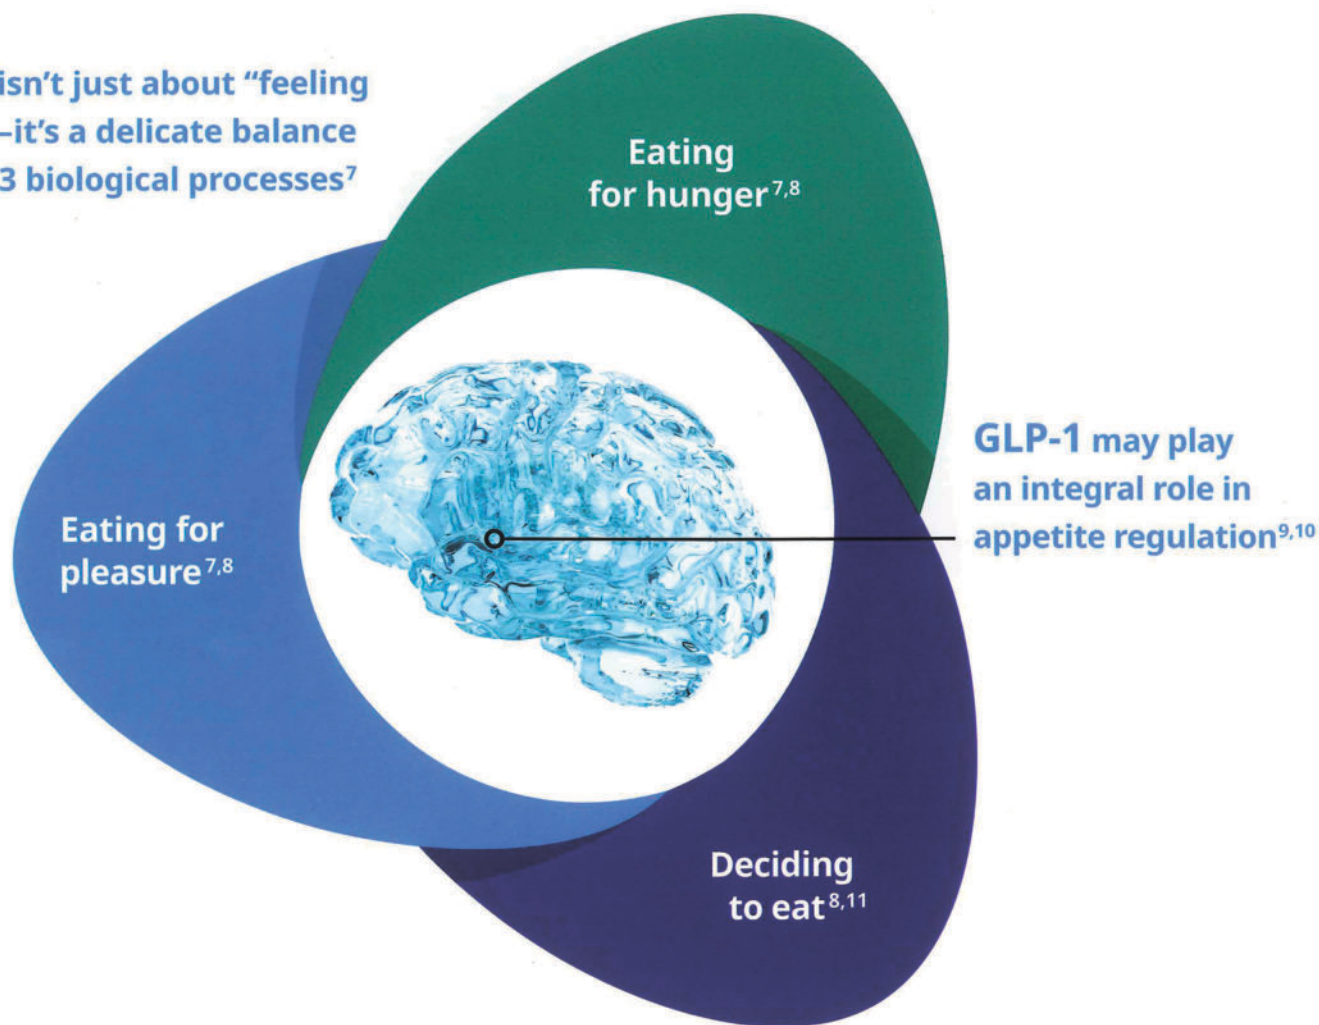 isn’t just about “feeling
–it’s a delicate balance
3 biological processes⁷
Eating
for hunger⁷,⁸
GLP-1 may play
an integral role in
appetite regulation⁹,¹⁰
Eating for
pleasure⁷,⁸
Deciding
to eat⁸,¹¹